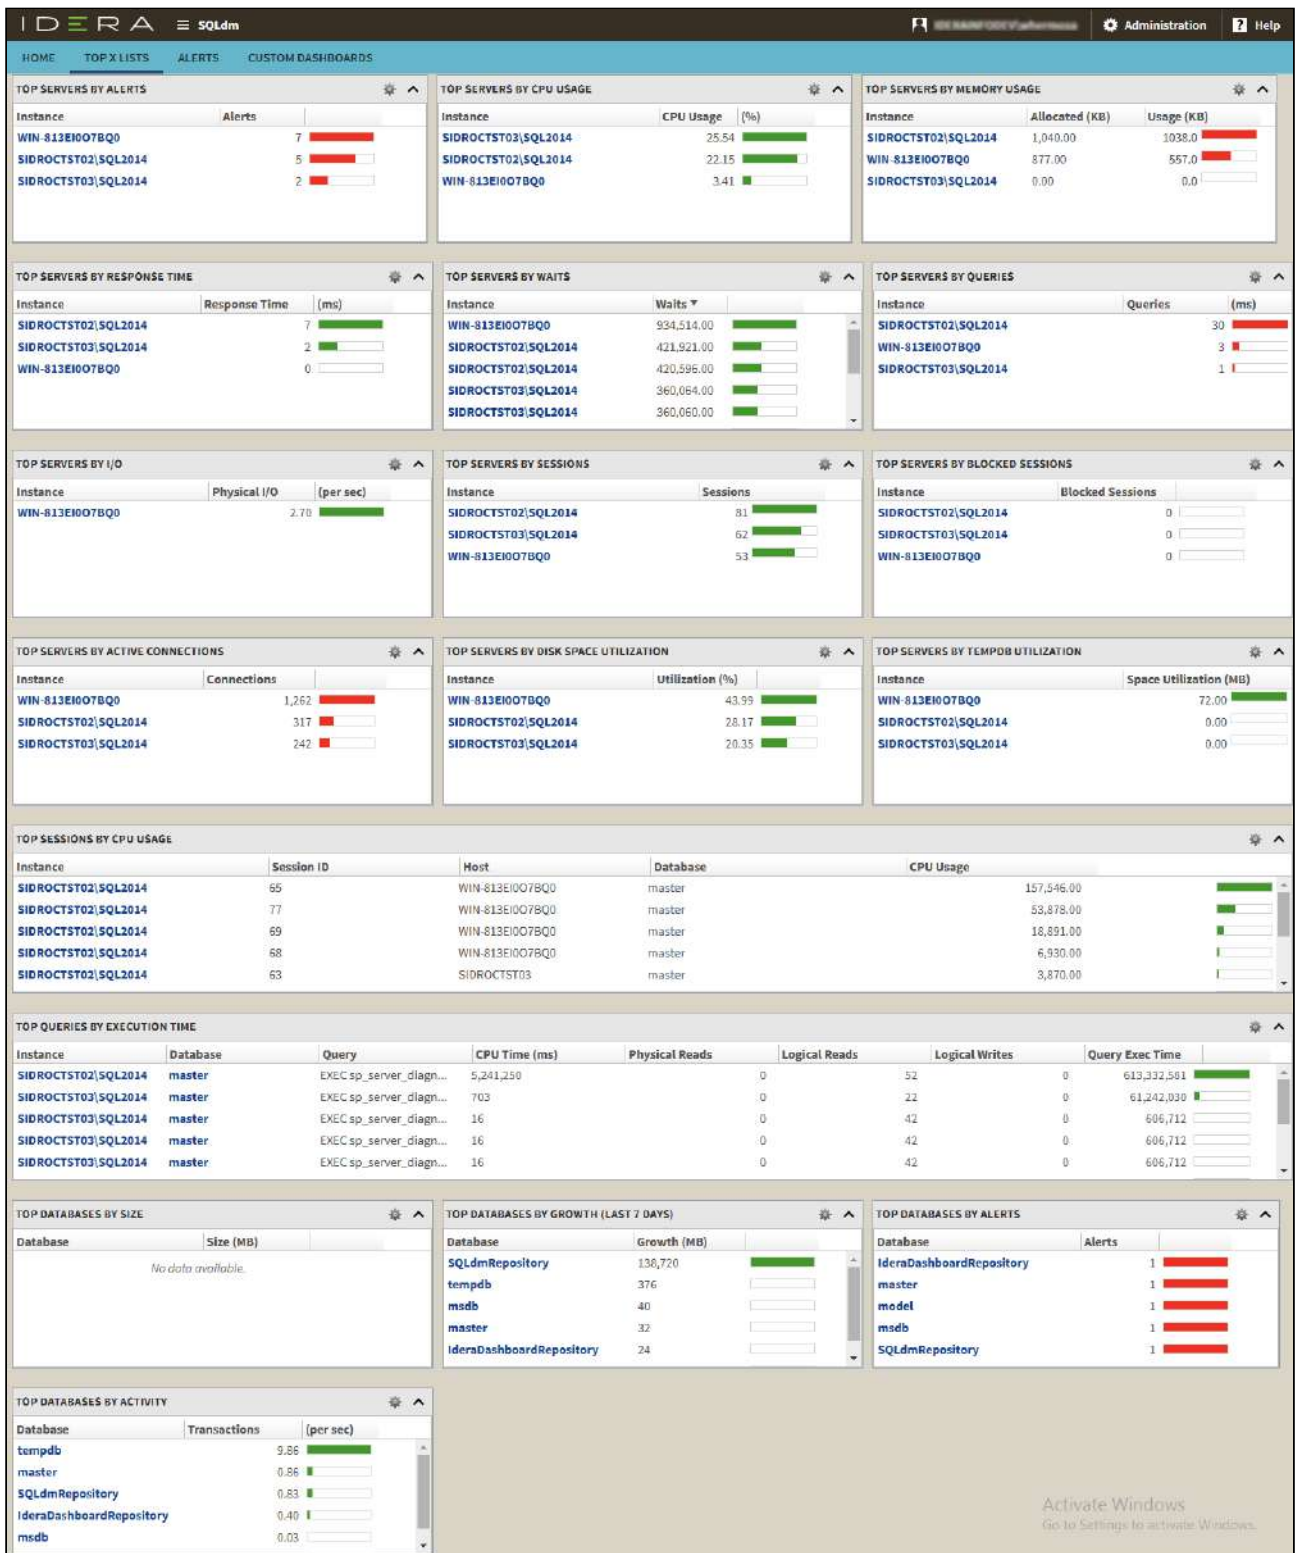 IDERA SQLdm Administration ? Help
HOME TOP X LISTS ALERTS CUSTOM DASHBOARDS
TOP SERVERS BY ALERTS
Instance Alerts
WIN-813EI0O7BQ0 7
SIDROCTST02\SQL2014 5
SIDROCTST03\SQL2014 2
TOP SERVERS BY CPU USAGE
Instance CPU Usage (%)
SIDROCTST03\SQL2014 25.54
SIDROCTST02\SQL2014 22.15
WIN-813EI0O7BQ0 3.41
TOP SERVERS BY MEMORY USAGE
Instance Allocated (KB) Usage (KB)
SIDROCTST02\SQL2014 1,040.00 1038.0
WIN-813EI0O7BQ0 877.00 557.0
SIDROCTST03\SQL2014 0.00 0.0
TOP SERVERS BY RESPONSE TIME
Instance Response Time (ms)
SIDROCTST02\SQL2014 7
SIDROCTST03\SQL2014 2
WIN-813EI0O7BQ0 0
TOP SERVERS BY WAITS
Instance Waits
WIN-813EI0O7BQ0 934,514.00
SIDROCTST02\SQL2014 421,921.00
SIDROCTST02\SQL2014 420,596.00
SIDROCTST03\SQL2014 360,064.00
SIDROCTST03\SQL2014 360,060.00
TOP SERVERS BY QUERIES
Instance Queries (ms)
SIDROCTST02\SQL2014 30
WIN-813EI0O7BQ0 3
SIDROCTST03\SQL2014 1
TOP SERVERS BY I/O
Instance Physical I/O (per sec)
WIN-813EI0O7BQ0 2.70
TOP SERVERS BY SESSIONS
Instance Sessions
SIDROCTST02\SQL2014 81
SIDROCTST03\SQL2014 62
WIN-813EI0O7BQ0 53
TOP SERVERS BY BLOCKED SESSIONS
Instance Blocked Sessions
SIDROCTST02\SQL2014 0
SIDROCTST03\SQL2014 0
WIN-813EI0O7BQ0 0
TOP SERVERS BY ACTIVE CONNECTIONS
Instance Connections
WIN-813EI0O7BQ0 1,262
SIDROCTST02\SQL2014 317
SIDROCTST03\SQL2014 242
TOP SERVERS BY DISK SPACE UTILIZATION
Instance Utilization (%)
WIN-813EI0O7BQ0 43.99
SIDROCTST02\SQL2014 28.17
SIDROCTST03\SQL2014 20.35
TOP SERVERS BY TEMPDB UTILIZATION
Instance Space Utilization (MB)
WIN-813EI0O7BQ0 72.00
SIDROCTST02\SQL2014 0.00
SIDROCTST03\SQL2014 0.00
TOP SESSIONS BY CPU USAGE
Instance Session ID Host Database CPU Usage
SIDROCTST02\SQL2014 65 WIN-813EI0O7BQ0 master 157,546.00
SIDROCTST02\SQL2014 77 WIN-813EI0O7BQ0 master 53,878.00
SIDROCTST02\SQL2014 69 WIN-813EI0O7BQ0 master 18,891.00
SIDROCTST02\SQL2014 68 WIN-813EI0O7BQ0 master 6,930.00
SIDROCTST02\SQL2014 63 SIDROCTST03 master 3,870.00
TOP QUERIES BY EXECUTION TIME
Instance Database Query CPU Time (ms) Physical Reads Logical Reads Logical Writes Query Exec Time
SIDROCTST02\SQL2014 master EXEC sp_server_diagn... 5,241,250 0 52 0 613,332,581
SIDROCTST03\SQL2014 master EXEC sp_server_diagn... 703 0 22 0 61,242,030
SIDROCTST03\SQL2014 master EXEC sp_server_diagn... 16 0 42 0 606,712
SIDROCTST03\SQL2014 master EXEC sp_server_diagn... 16 0 42 0 606,712
SIDROCTST03\SQL2014 master EXEC sp_server_diagn... 16 0 42 0 606,712
TOP DATABASES BY SIZE
Database Size (MB)
No data available.
TOP DATABASES BY GROWTH (LAST 7 DAYS)
Database Growth (MB)
SQLdmRepository 138,720
tempdb 376
msdb 40
master 32
IderaDashboardRepository 24
TOP DATABASES BY ALERTS
Database Alerts
IderaDashboardRepository 1
master 1
model 1
msdb 1
SQLdmRepository 1
TOP DATABASES BY ACTIVITY
Database Transactions (per sec)
tempdb 9.86
master 0.86
SQLdmRepository 0.83
IderaDashboardRepository 0.40
msdb 0.03
Activate Windows
Go to Settings to activate Windows.